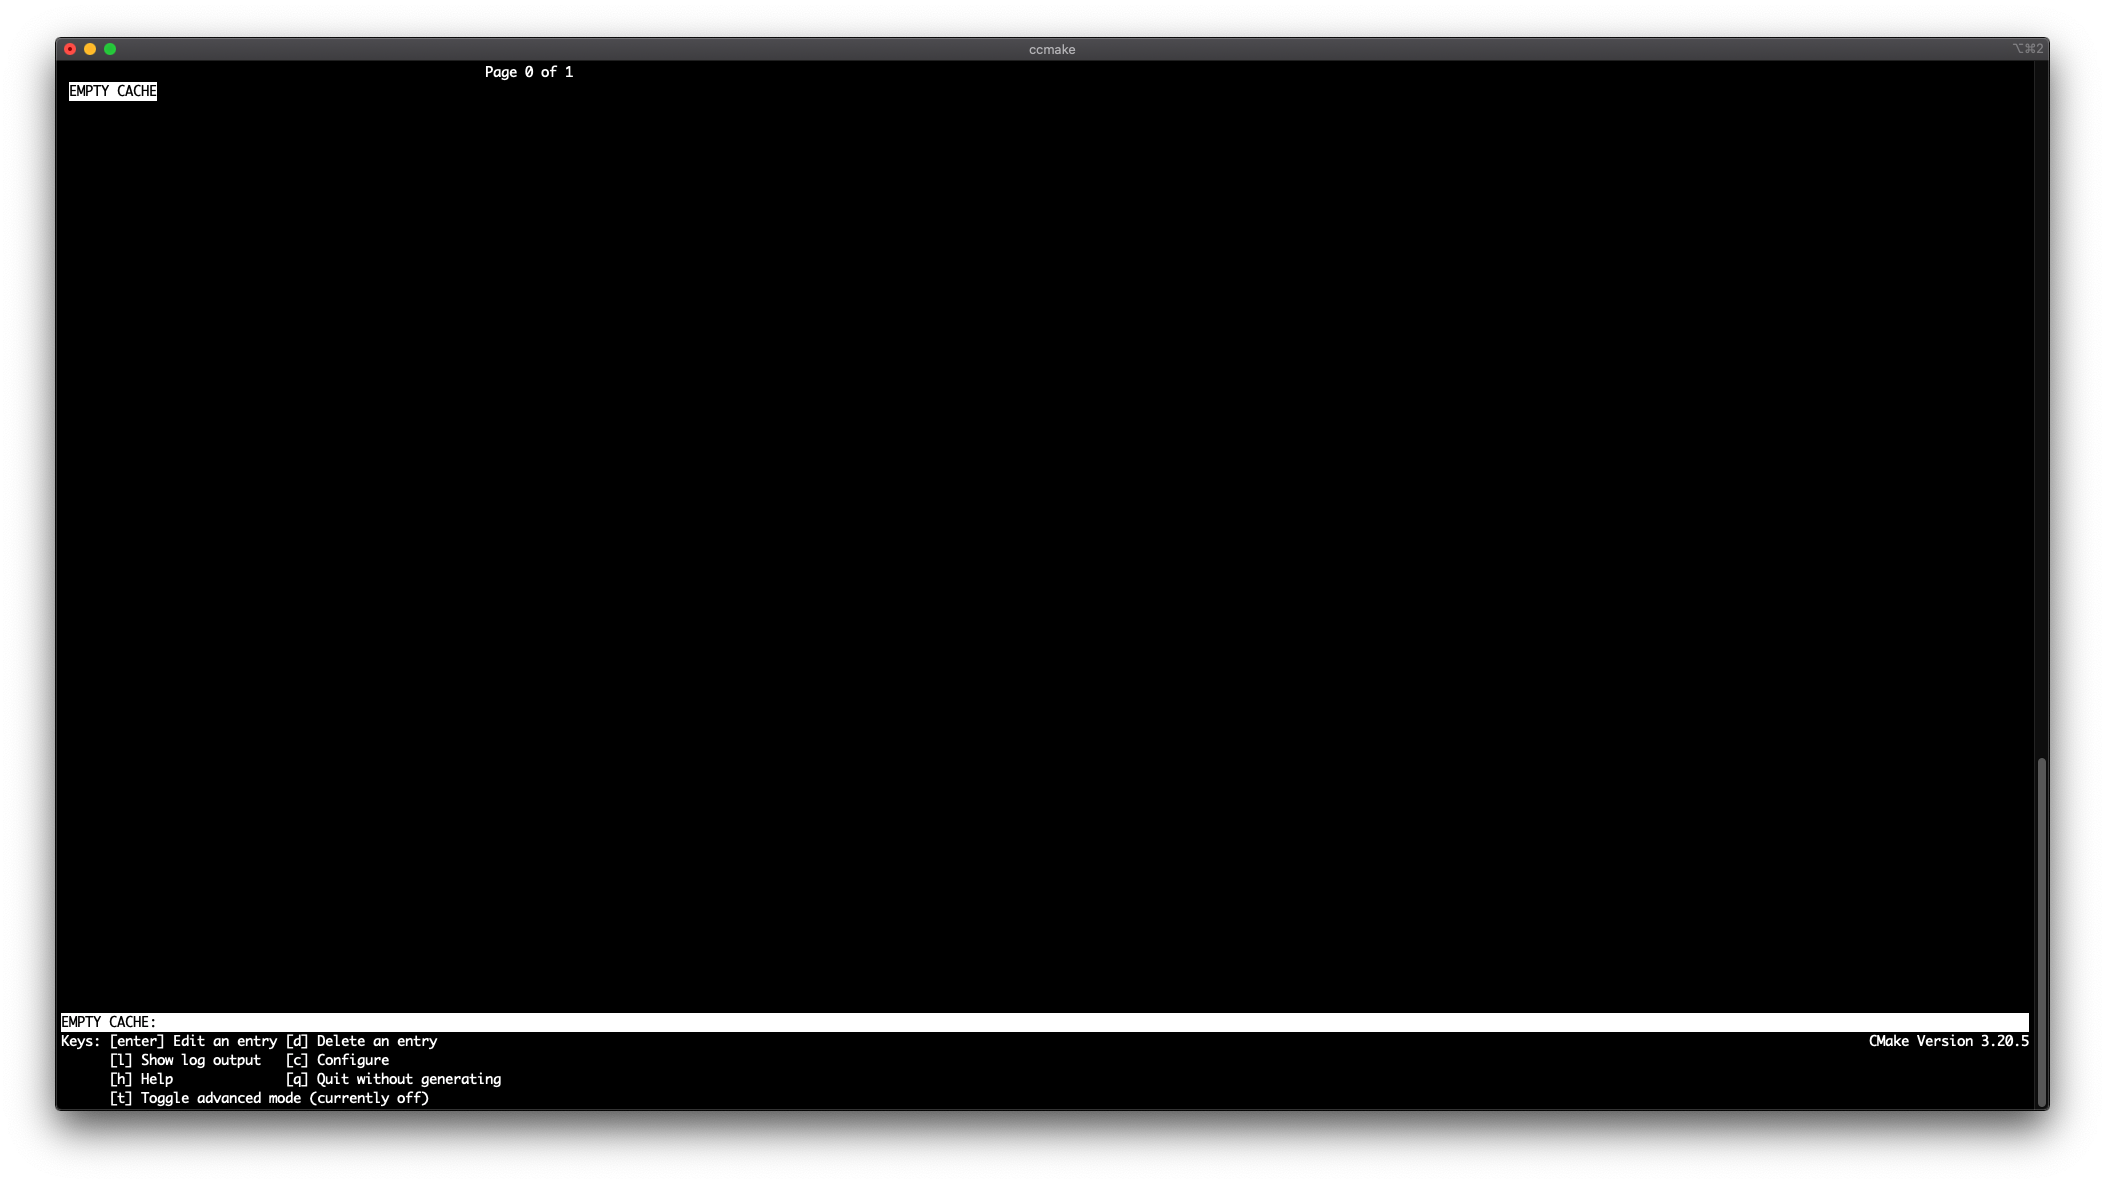 ccmake
⌥⌘2
Page 0 of 1
EMPTY CACHE
EMPTY CACHE:
Keys: [enter] Edit an entry [d] Delete an entry CMake Version 3.20.5
[l] Show log output [c] Configure
[h] Help [q] Quit without generating
[t] Toggle advanced mode (currently off)